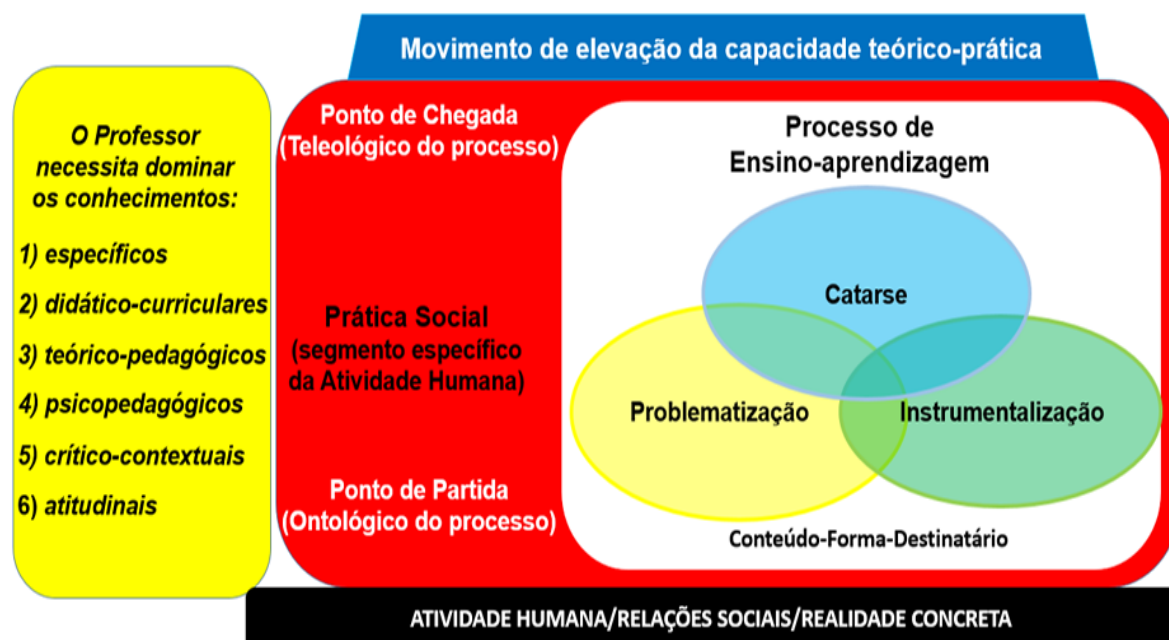 Movimento de elevação da capacidade teórico-prática
O Professor
necessita dominar
os conhecimentos:
1) específicos
2) didático-curriculares
3) teórico-pedagógicos
4) psicopedagógicos
5) crítico-contextuais
6) atitudinais
Ponto de Chegada
(Teleológico do processo)
Prática Social
(segmento específico
da Atividade Humana)
Ponto de Partida
(Ontológico do processo)
Processo de
Ensino-aprendizagem
Catarse
Problematização
Instrumentalização
Conteúdo-Forma-Destinatário
ATIVIDADE HUMANA/RELAÇÕES SOCIAIS/REALIDADE CONCRETA